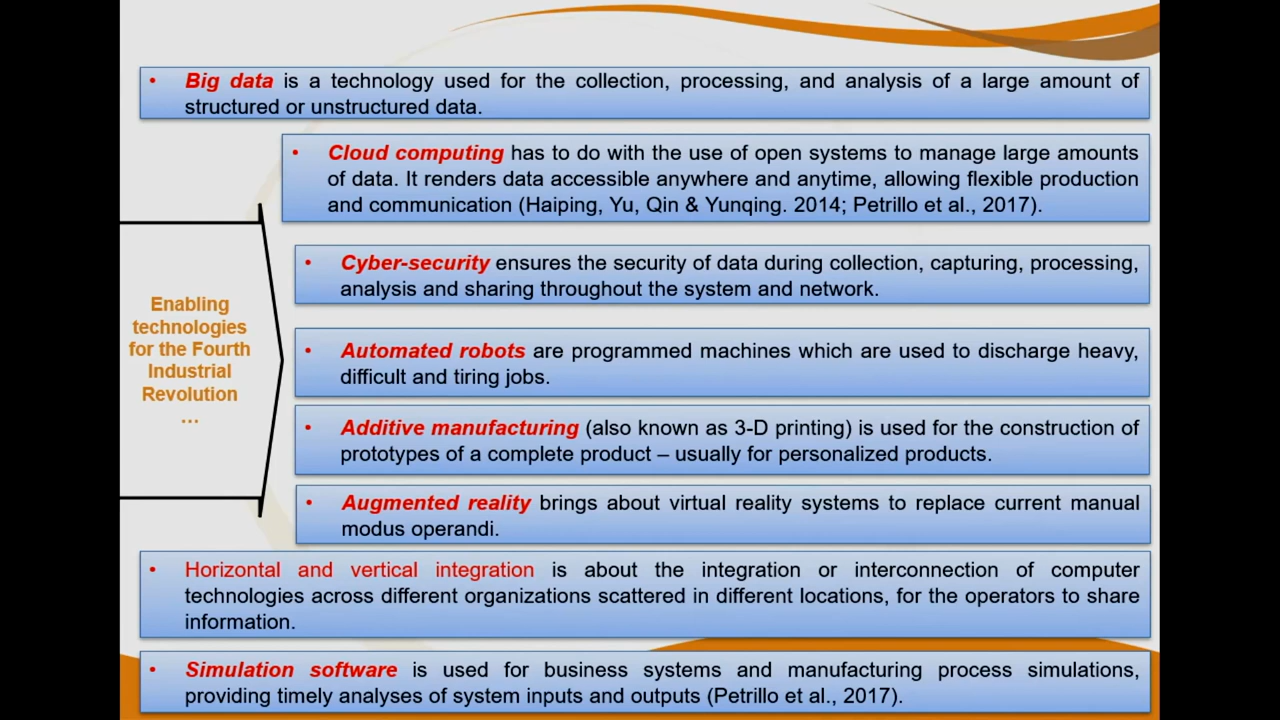 • Big data is a technology used for the collection, processing, and analysis of a large amount of
structured or unstructured data.
• Cloud computing has to do with the use of open systems to manage large amounts
of data. It renders data accessible anywhere and anytime, allowing flexible production
and communication (Haiping, Yu, Qin & Yunqing. 2014; Petrillo et al., 2017).
• Cyber-security ensures the security of data during collection, capturing, processing,
analysis and sharing throughout the system and network.
Enabling
technologies
for the Fourth
Industrial
Revolution
…
• Automated robots are programmed machines which are used to discharge heavy,
difficult and tiring jobs.
• Additive manufacturing (also known as 3-D printing) is used for the construction of
prototypes of a complete product – usually for personalized products.
• Augmented reality brings about virtual reality systems to replace current manual
modus operandi.
• Horizontal and vertical integration is about the integration or interconnection of computer
technologies across different organizations scattered in different locations, for the operators to share
information.
• Simulation software is used for business systems and manufacturing process simulations,
providing timely analyses of system inputs and outputs (Petrillo et al., 2017).